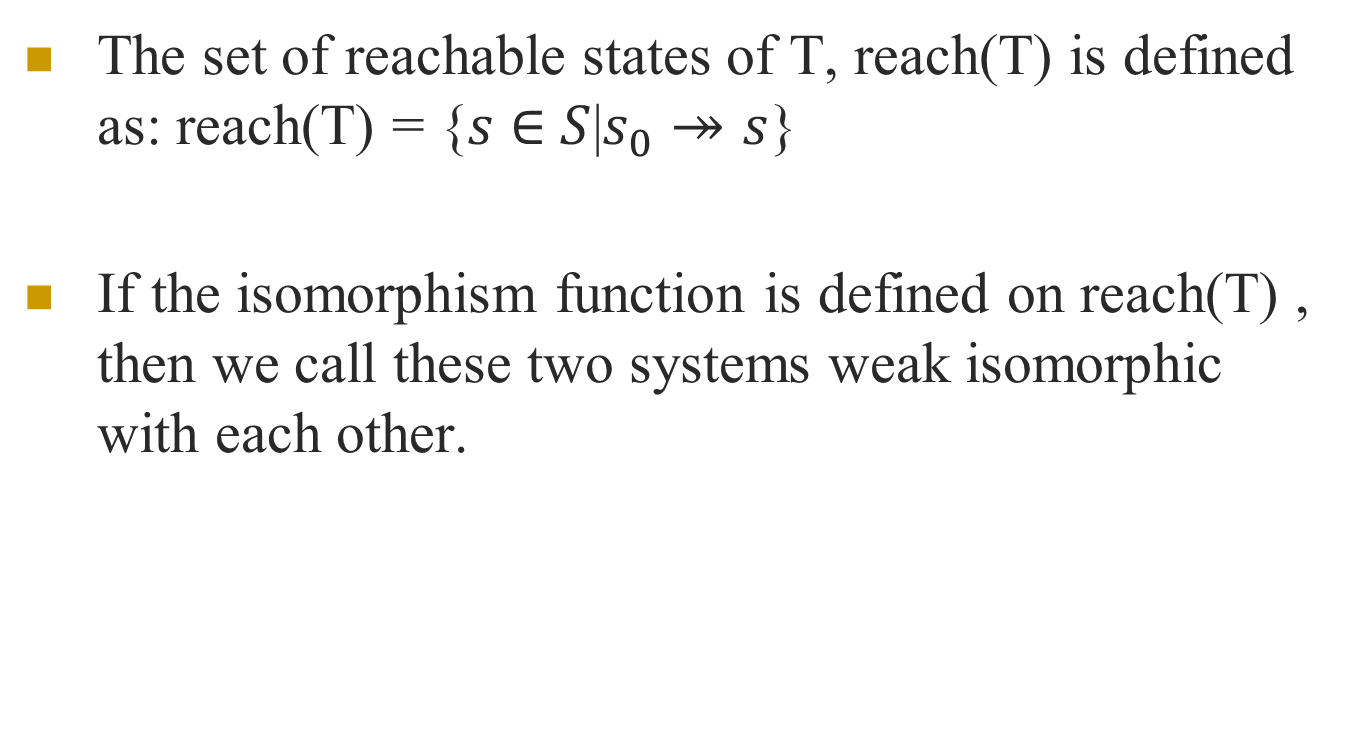 The set of reachable states of T, reach(T) is defined
as: reach(T) = {𝑠 ∈ 𝑆|𝑠₀ ↠ 𝑠}
If the isomorphism function is defined on reach(T) ,
then we call these two systems weak isomorphic
with each other.